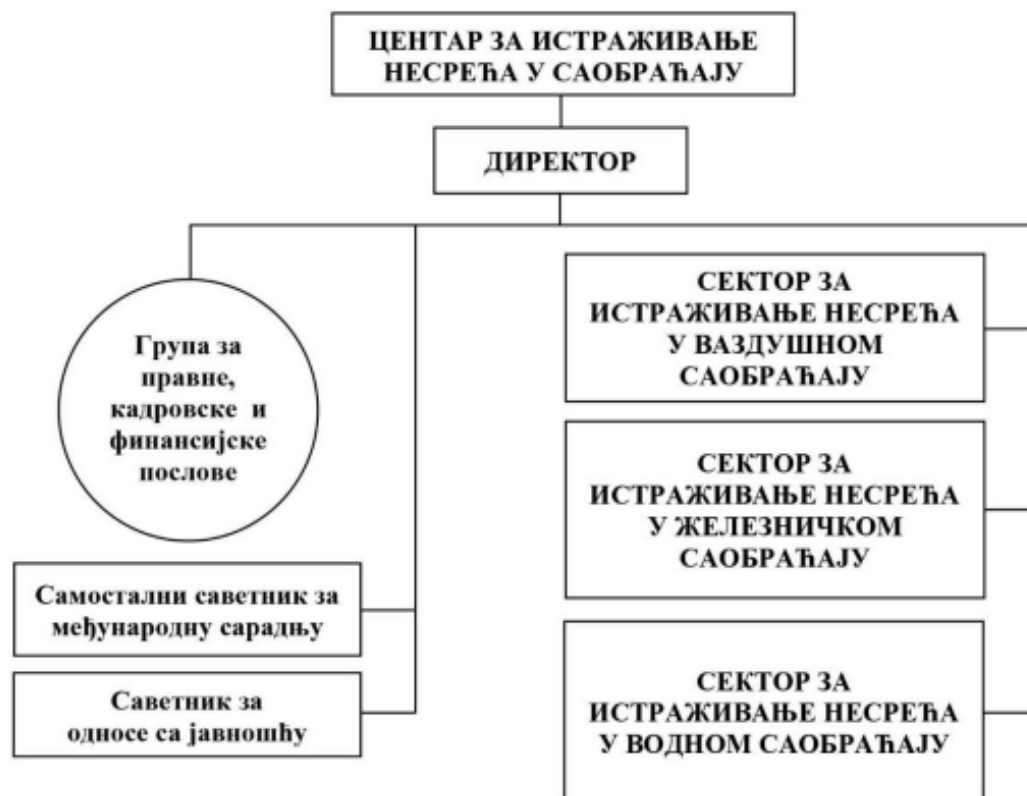 ЦЕНТАР ЗА ИСТРАЖИВАЊЕ
НЕСРЕЋА У САОБРАЋАЈУ
ДИРЕКТОР
Група за
правне,
кадровске и
финансијске
послове
Самостални саветник за
међународну сарадњу
Саветник за
односе са јавношћу
СЕКТОР ЗА
ИСТРАЖИВАЊЕ НЕСРЕЋА
У ВАЗДУШНОМ
САОБРАЋАЈУ
СЕКТОР ЗА
ИСТРАЖИВАЊЕ НЕСРЕЋА
У ЖЕЛЕЗНИЧКОМ
САОБРАЋАЈУ
СЕКТОР ЗА
ИСТРАЖИВАЊЕ НЕСРЕЋА
У ВОДНОМ САОБРАЋАЈУ